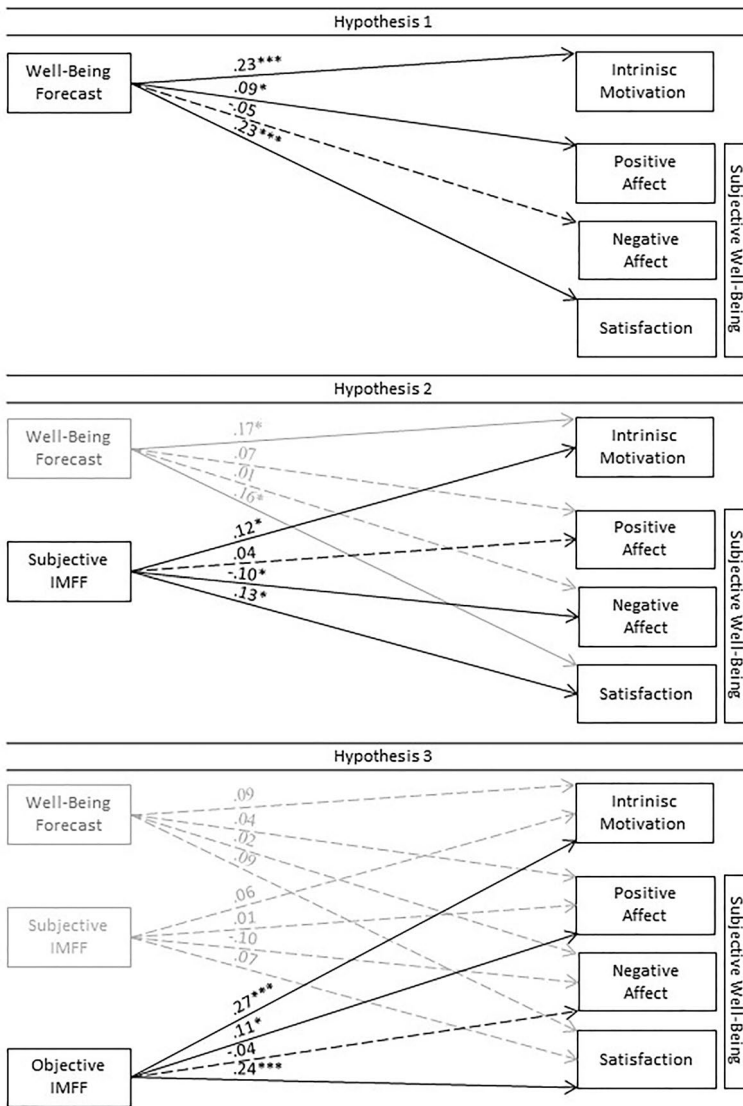 Hypothesis 1
Well-Being
Forecast
.23***
.09*
-.05
.23***
Intrinisc
Motivation
Positive
Affect
Negative
Affect
Satisfaction
Subjective Well-Being
Hypothesis 2
Well-Being
Forecast
.17*
.07
.01
.16*
Subjective
IMFF
.12*
.04
-.10*
.13*
Intrinisc
Motivation
Positive
Affect
Negative
Affect
Satisfaction
Subjective Well-Being
Hypothesis 3
Well-Being
Forecast
.09
.04
.02
.09
Subjective
IMFF
.06
.01
-.10
.07
Objective
IMFF
.27***
.11*
-.04
.24***
Intrinisc
Motivation
Positive
Affect
Negative
Affect
Satisfaction
Subjective Well-Being